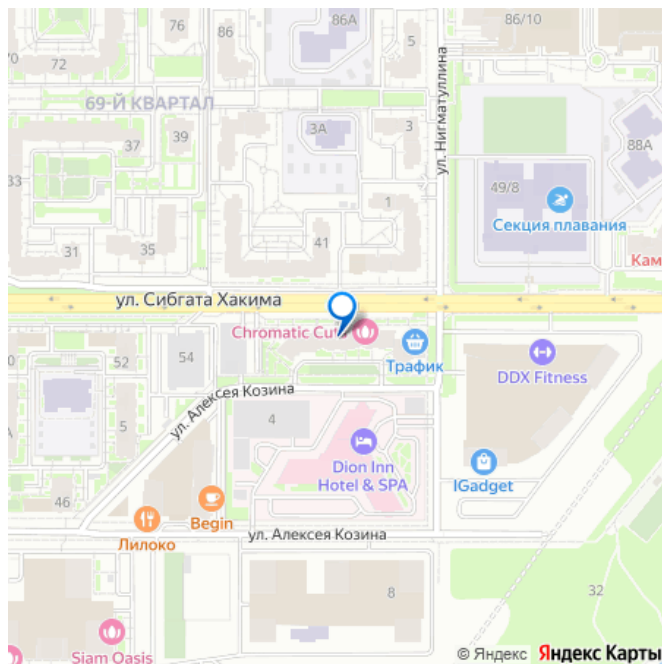 76
86
86А
86/10
72
69-Й КВАРТАЛ
ул. Нигматуллина
3А
3
39
37
88А
33
49/8
1
Секция плавания
31
35
41
Кам
ул. Сибгата Хакима
Chromatic Cut
Трафик
52
54
DDX Fitness
ул. Алексея Козина
5
4
Dion Inn
Hotel & SPA
IGadget
46
Begin
Лилоко
ул. Алексея Козина
8
32
Siam Oasis
© Яндекс Яндекс Карты